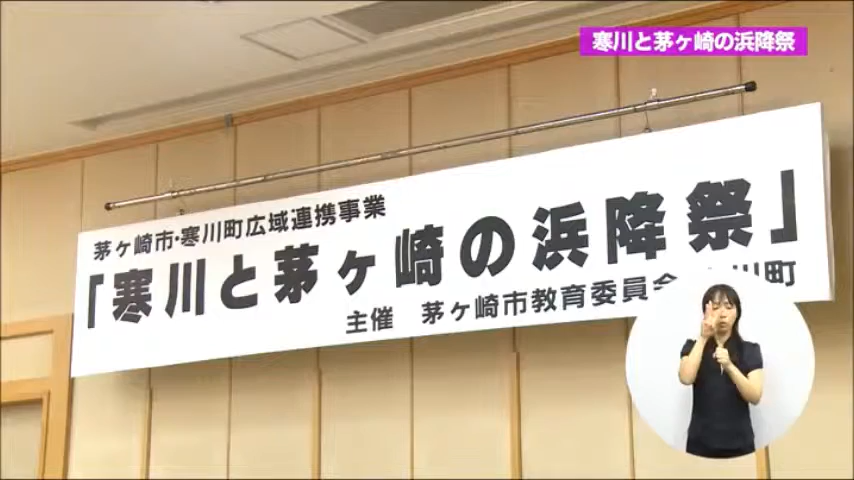 寒川と茅ヶ崎の浜降祭
茅ケ崎市・寒川町広域連携事業
「寒川と茅ヶ崎の浜降祭」
主催　茅ヶ崎市教育委員会　川町